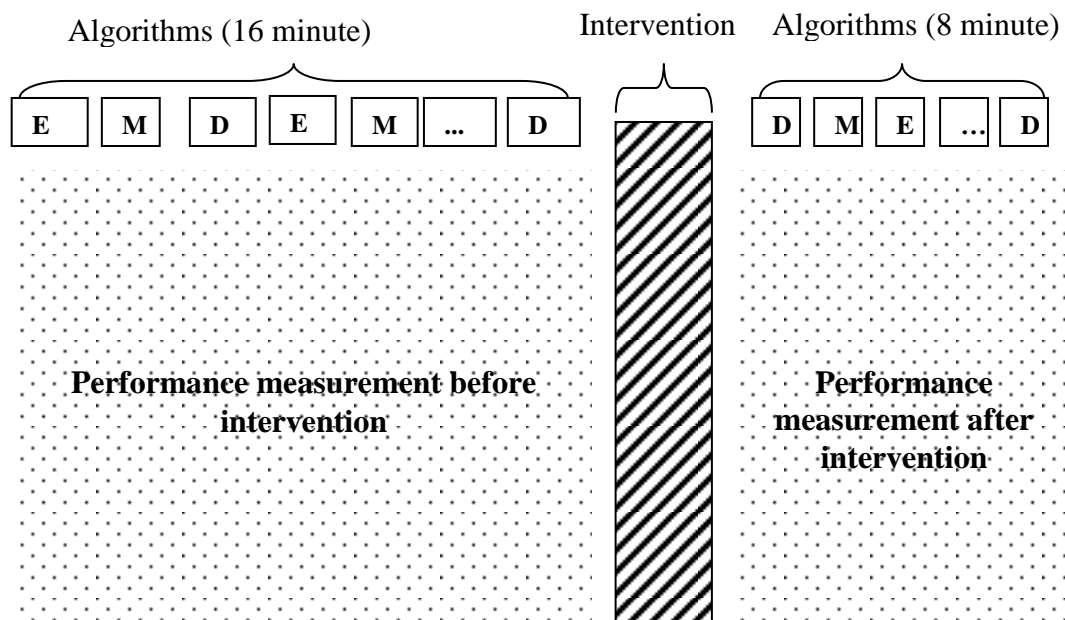 Algorithms (16 minute)
Intervention
Algorithms (8 minute)
E M D E M ... D
D M E … D
Performance measurement before
intervention
Performance
measurement after
intervention